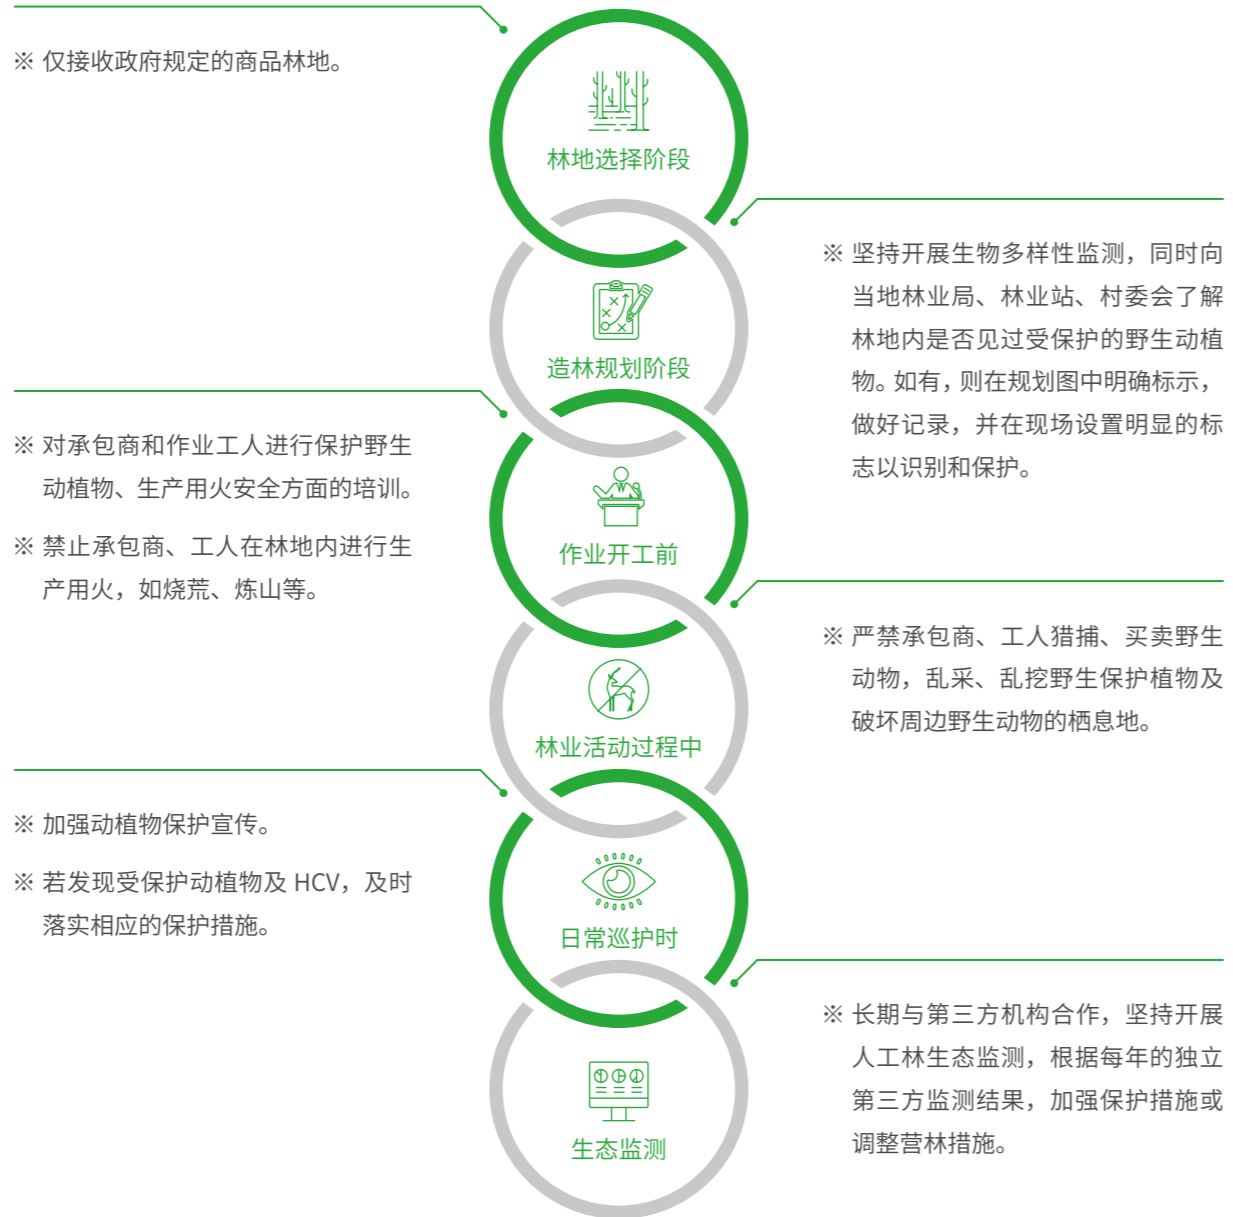 ※ 仅接收政府规定的商品林地。
林地选择阶段
※ 坚持开展生物多样性监测，同时向
当地林业局、林业站、村委会了解
林地内是否见过受保护的野生动植
物。如有，则在规划图中明确标示，
做好记录，并在现场设置明显的标
志以识别和保护。
造林规划阶段
※ 对承包商和作业工人进行保护野生
动植物、生产用火安全方面的培训。
※ 禁止承包商、工人在林地内进行生
产用火，如烧荒、炼山等。
作业开工前
※ 严禁承包商、工人猎捕、买卖野生
动物，乱采、乱挖野生保护植物及
破坏周边野生动物的栖息地。
林业活动过程中
※ 加强动植物保护宣传。
※ 若发现受保护动植物及 HCV，及时
落实相应的保护措施。
日常巡护时
※ 长期与第三方机构合作，坚持开展
人工林生态监测，根据每年的独立
第三方监测结果，加强保护措施或
调整营林措施。
生态监测